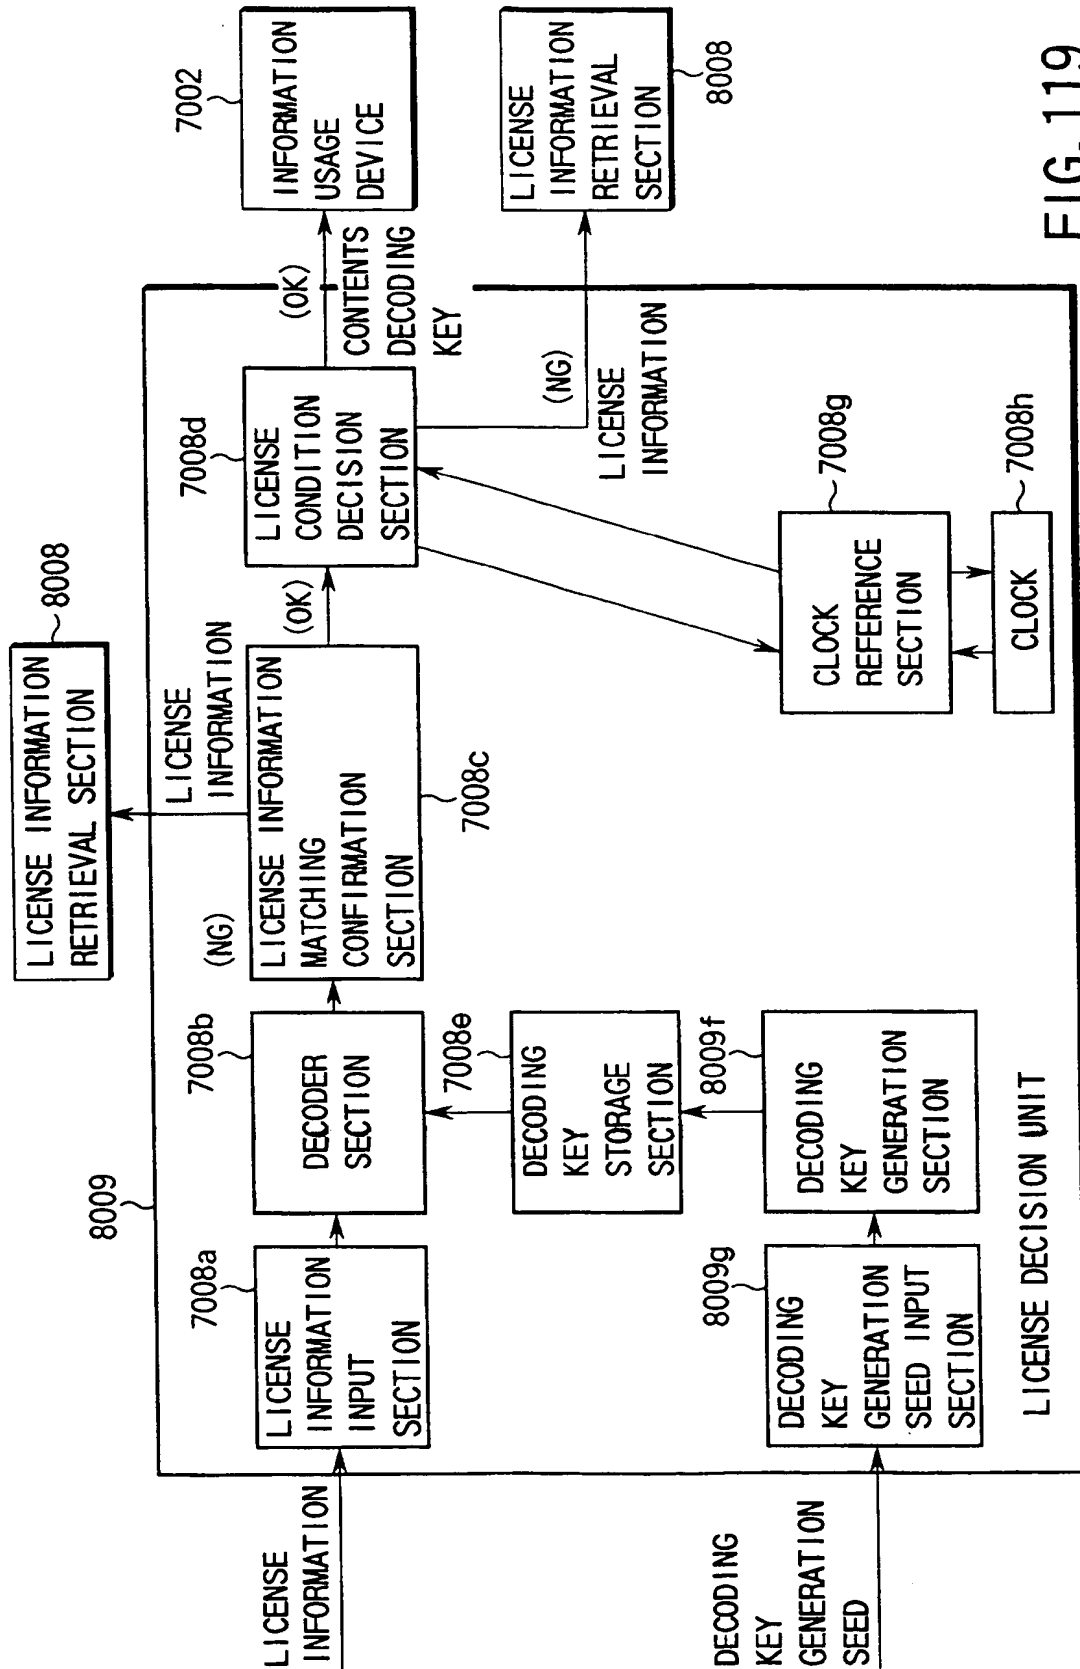 LICENSE INFORMATION
RETRIEVAL SECTION
8008
8009
LICENSE
INFORMATION
7008a
LICENSE
INFORMATION
INPUT
SECTION
7008b
DECODER
SECTION
(NG)
LICENSE
INFORMATION
LICENSE INFORMATION
MATCHING
CONFIRMATION
SECTION
7008c
(OK)
7008d
LICENSE
CONDITION
DECISION
SECTION
(OK)
CONTENTS
DECODING
KEY
7002
INFORMATION
USAGE
DEVICE
(NG)
LICENSE
INFORMATION
LICENSE
INFORMATION
RETRIEVAL
SECTION
8008
7008e
DECODING
KEY
STORAGE
SECTION
DECODING
KEY
GENERATION
SEED
8009g
DECODING
KEY
GENERATION
SEED INPUT
SECTION
8009f
DECODING
KEY
GENERATION
SECTION
CLOCK
REFERENCE
SECTION
7008g
CLOCK
7008h
LICENSE DECISION UNIT
FIG. 119